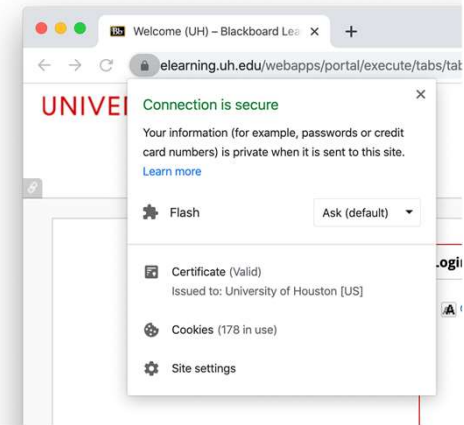 Bb Welcome (UH) – Blackboard Lea
elearning.uh.edu/webapps/portal/execute/tabs/tab
UNIVE
Connection is secure
Your information (for example, passwords or credit
card numbers) is private when it is sent to this site.
Learn more
Flash Ask (default)
Certificate (Valid)
Issued to: University of Houston [US]
Cookies (178 in use)
Site settings
Logi
A